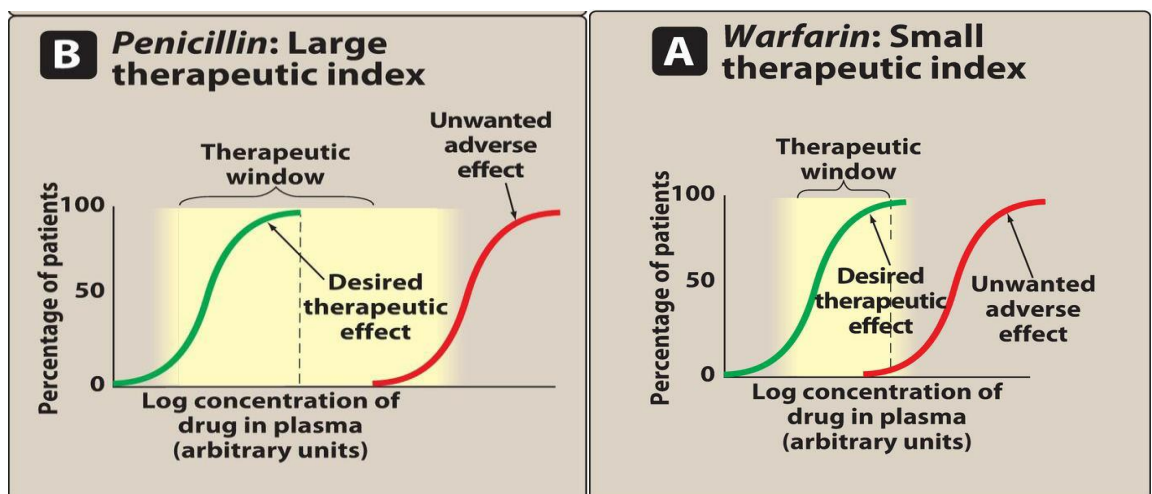 B
Penicillin: Large
therapeutic index
Unwanted
adverse
effect
Therapeutic
window
Percentage of patients
100
50
0
Desired
therapeutic
effect
Log concentration of
drug in plasma
(arbitrary units)
A
Warfarin: Small
therapeutic index
Therapeutic
window
Percentage of patients
100
50
0
Desired
therapeutic
effect
Unwanted
adverse
effect
Log concentration of
drug in plasma
(arbitrary units)